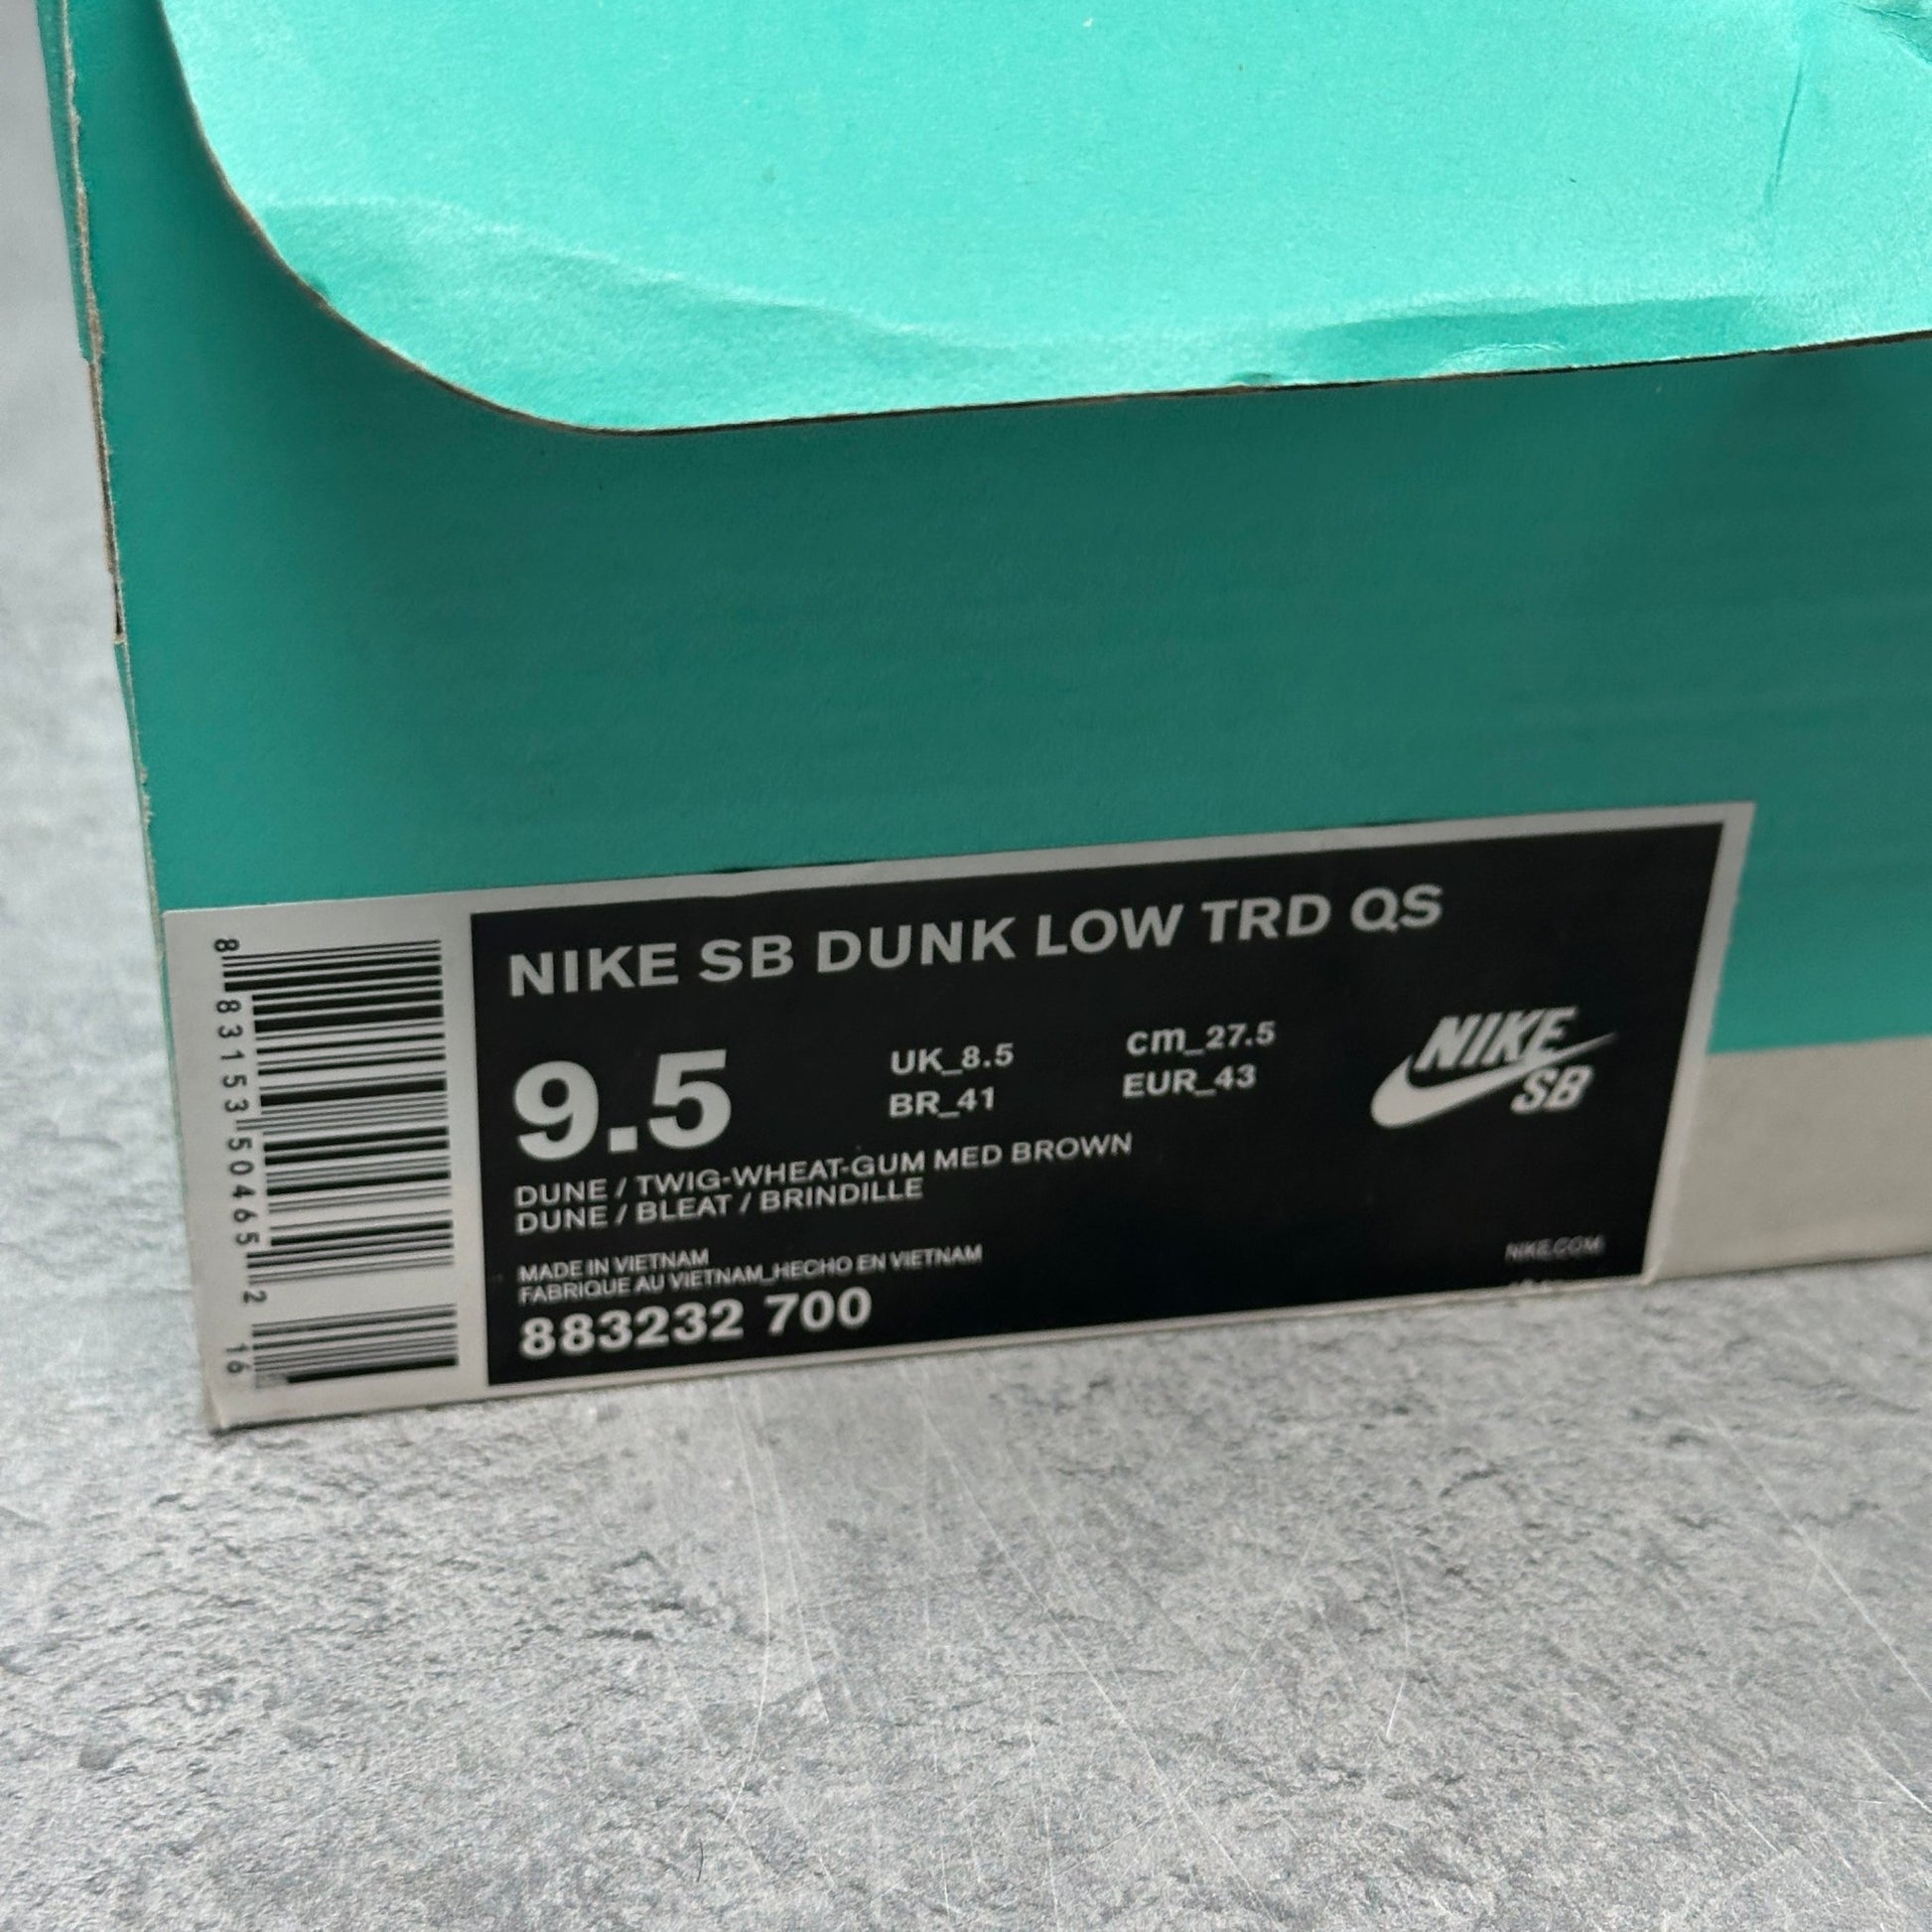 NIKE SB DUNK LOW TRD QS
9.5
UK_8.5
cm_27.5
BR_41
EUR_43
NIKE
SB
DUNE / TWIG-WHEAT-GUM MED BROWN
DUNE / BLEAT / BRINDILLE
MADE IN VIETNAM
FABRIQUE AU VIETNAM_HECHO EN VIETNAM
NIKE.COM
883232 700
8 83153 50465 2
16